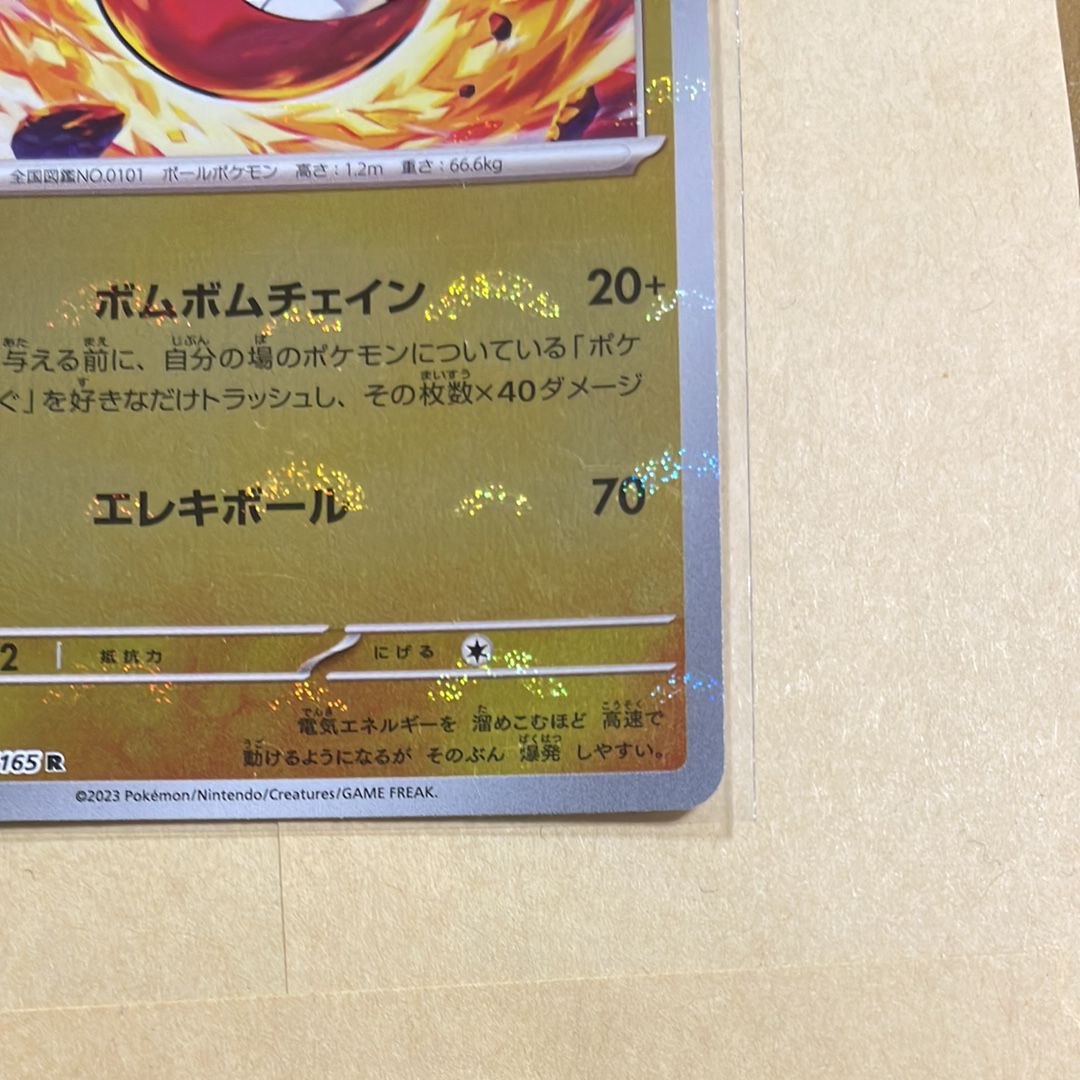 全国図鑑NO.0101 ボールポケモン 高さ:1.2m 重さ:66.6kg
ボムボムチェイン 20+
与える前に、自分の場のポケモンについている「ポケ
ぐ」を好きなだけトラッシュし、その枚数×40ダメージ
エレキボール 70
2 抵抗力 にげる
電気エネルギーを 溜めこむほど 高速で
動けるようになるが そのぶん 爆発 しやすい。
165 R
©2023 Pokémon/Nintendo/Creatures/GAME FREAK.